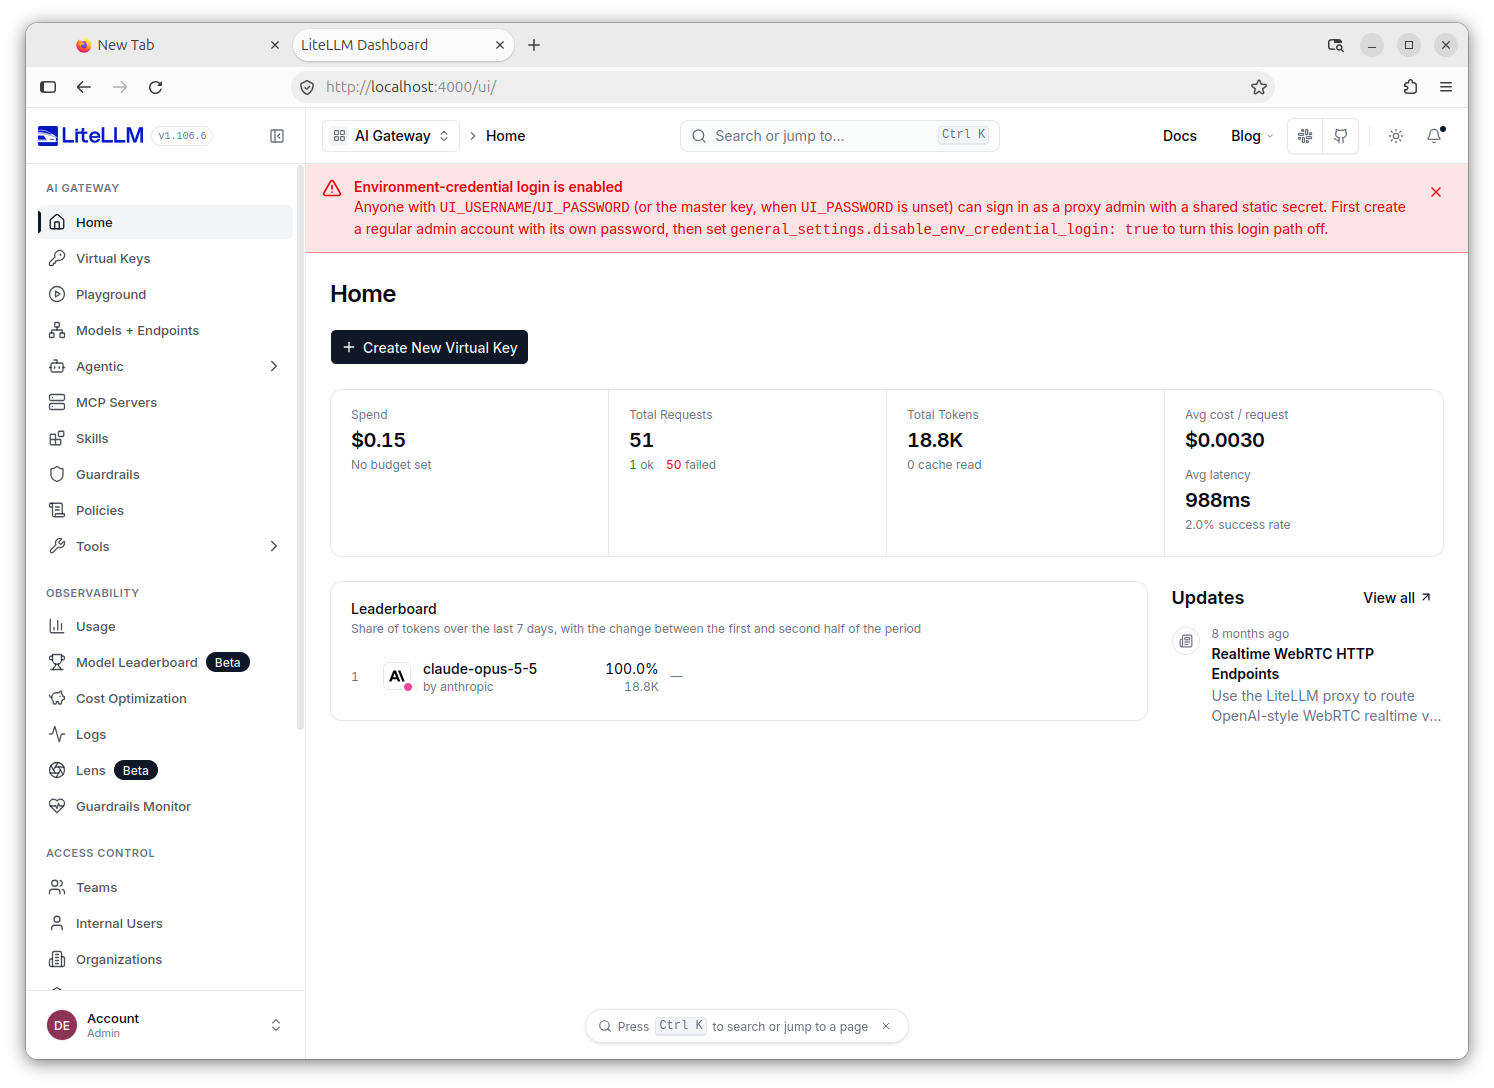 New Tab
LiteLLM Dashboard
http://localhost:4000/ui/
LiteLLM v1.106.6
AI Gateway > Home
Search or jump to... Ctrl K
Docs
Blog
AI GATEWAY
Home
Virtual Keys
Playground
Models + Endpoints
Agentic
MCP Servers
Skills
Guardrails
Policies
Tools
OBSERVABILITY
Usage
Model Leaderboard Beta
Cost Optimization
Logs
Lens Beta
Guardrails Monitor
ACCESS CONTROL
Teams
Internal Users
Organizations
DE
Account
Admin
Environment-credential login is enabled
Anyone with UI_USERNAME/UI_PASSWORD (or the master key, when UI_PASSWORD is unset) can sign in as a proxy admin with a shared static secret. First create
a regular admin account with its own password, then set general_settings.disable_env_credential_login: true to turn this login path off.
Home
+ Create New Virtual Key
Spend
$0.15
No budget set
Total Requests
51
1 ok 50 failed
Total Tokens
18.8K
0 cache read
Avg cost / request
$0.0030
Avg latency
988ms
2.0% success rate
Leaderboard
Share of tokens over the last 7 days, with the change between the first and second half of the period
1
claude-opus-5-5
by anthropic
100.0% —
18.8K
Updates
View all
8 months ago
Realtime WebRTC HTTP
Endpoints
Use the LiteLLM proxy to route
OpenAI-style WebRTC realtime v...
Press Ctrl K to search or jump to a page